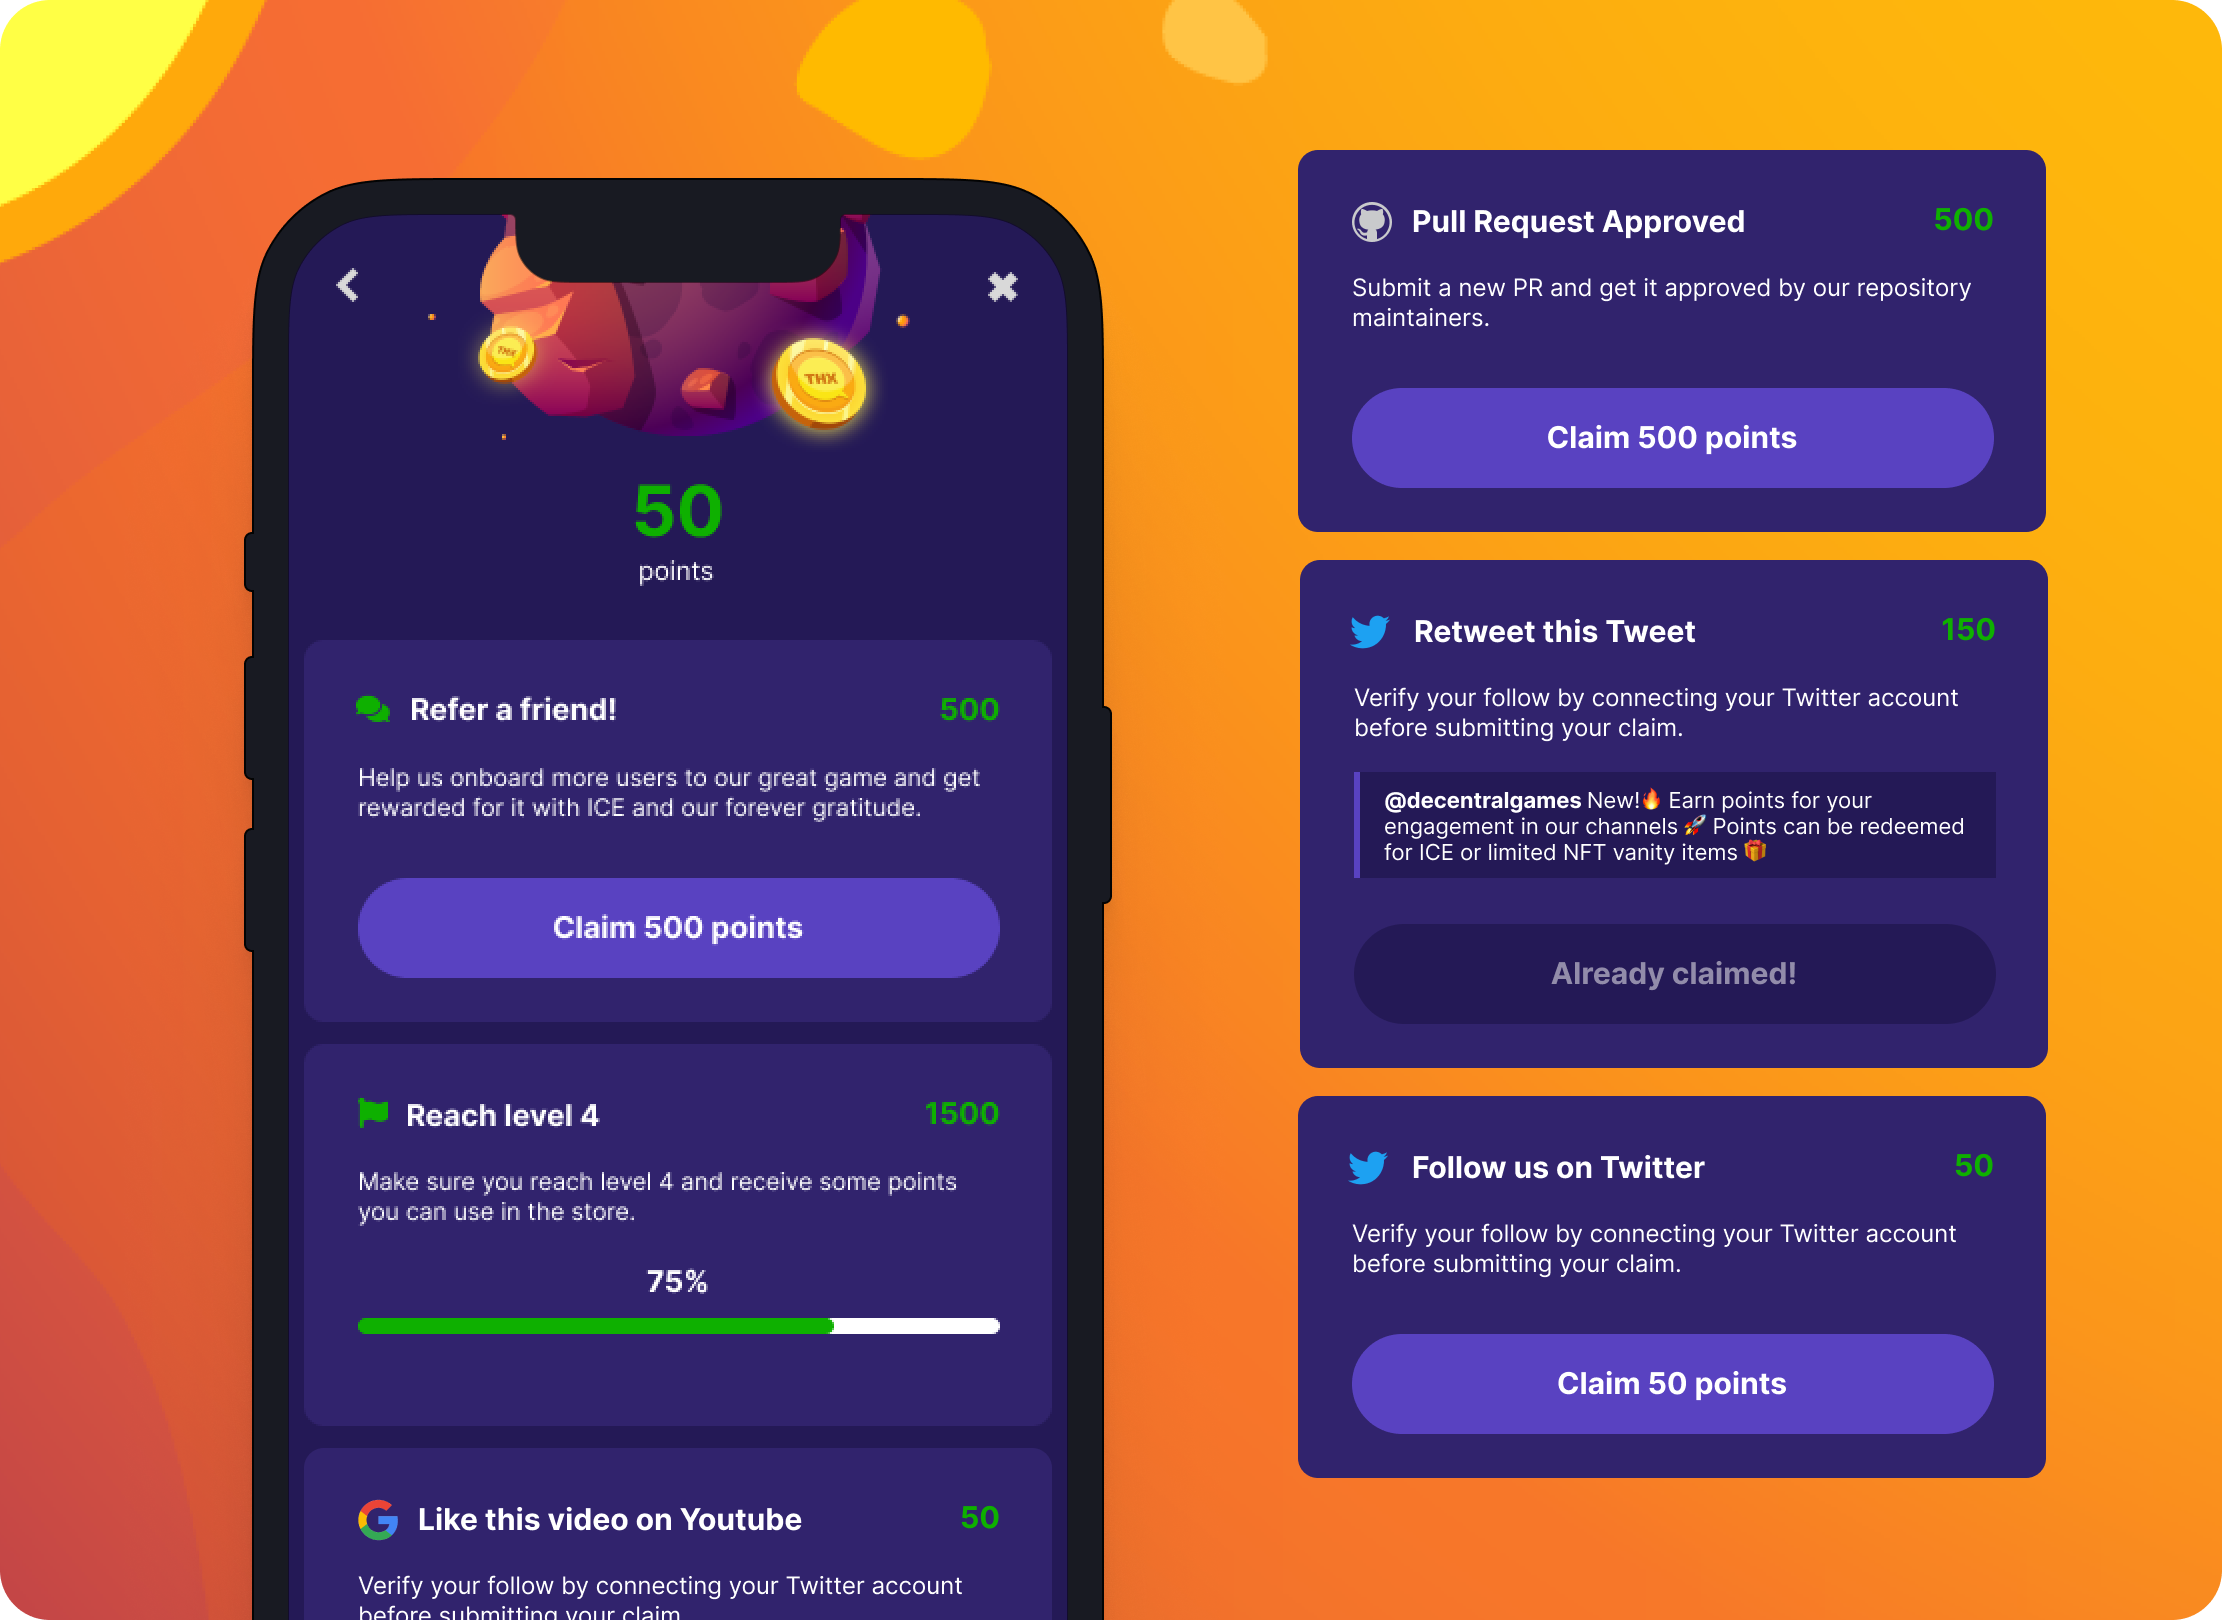 THX
THX
50
points
Refer a friend!
500
Help us onboard more users to our great game and get
rewarded for it with ICE and our forever gratitude.
Claim 500 points
Reach level 4
1500
Make sure you reach level 4 and receive some points
you can use in the store.
75%
Like this video on Youtube
50
Verify your follow by connecting your Twitter account
before submitting your claim
Pull Request Approved
500
Submit a new PR and get it approved by our repository
maintainers.
Claim 500 points
Retweet this Tweet
150
Verify your follow by connecting your Twitter account
before submitting your claim.
@decentralgames New!🔥 Earn points for your
engagement in our channels 🚀 Points can be redeemed
for ICE or limited NFT vanity items 🎁
Already claimed!
Follow us on Twitter
50
Verify your follow by connecting your Twitter account
before submitting your claim.
Claim 50 points